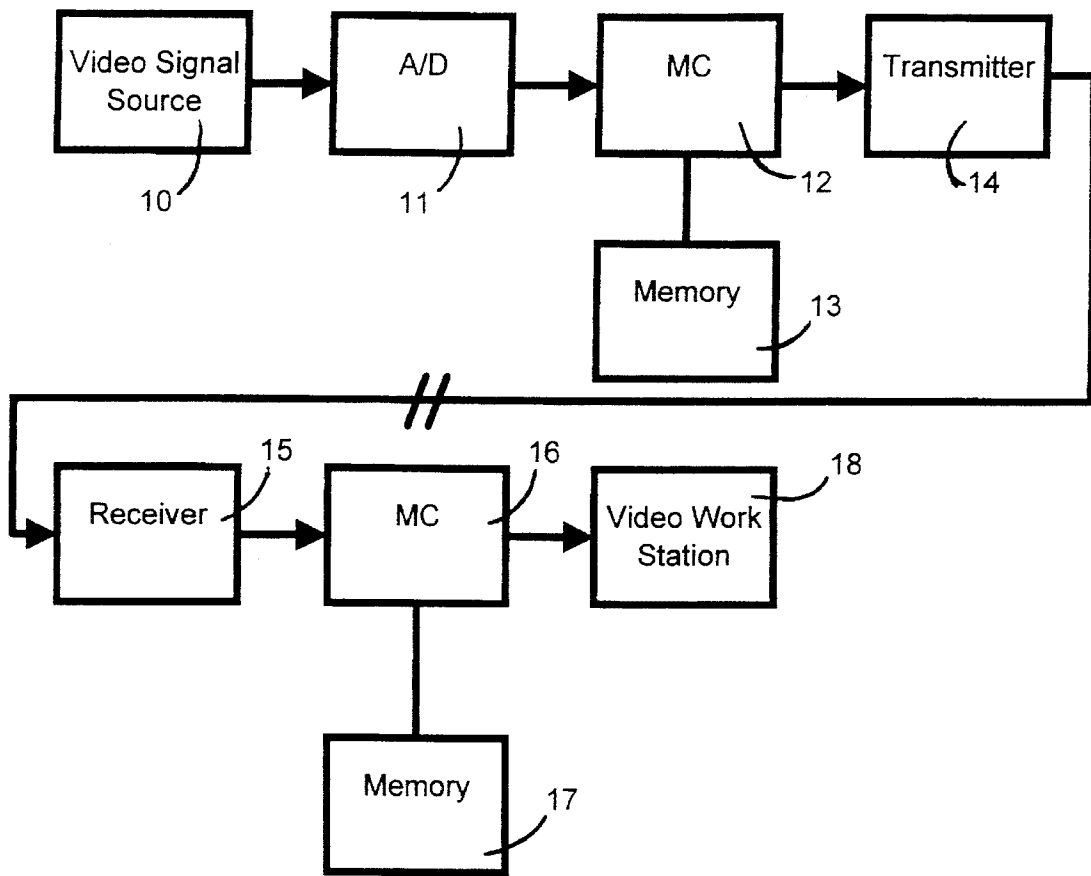 Video Signal
Source
10
A/D
11
MC
12
Transmitter
14
Memory
13
Receiver
15
MC
16
Video Work
Station
18
Memory
17